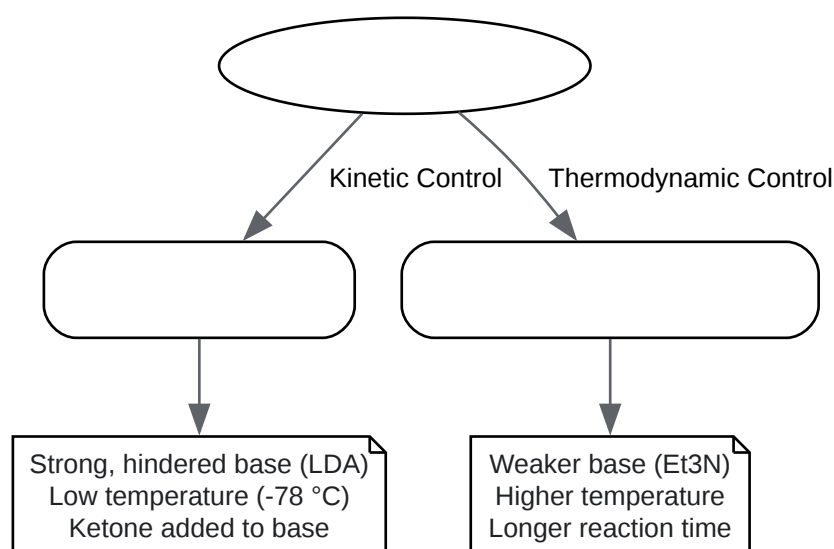 Kinetic Control
Thermodynamic Control
Strong, hindered base (LDA)
Low temperature (-78 °C)
Ketone added to base
Weaker base (Et3N)
Higher temperature
Longer reaction time